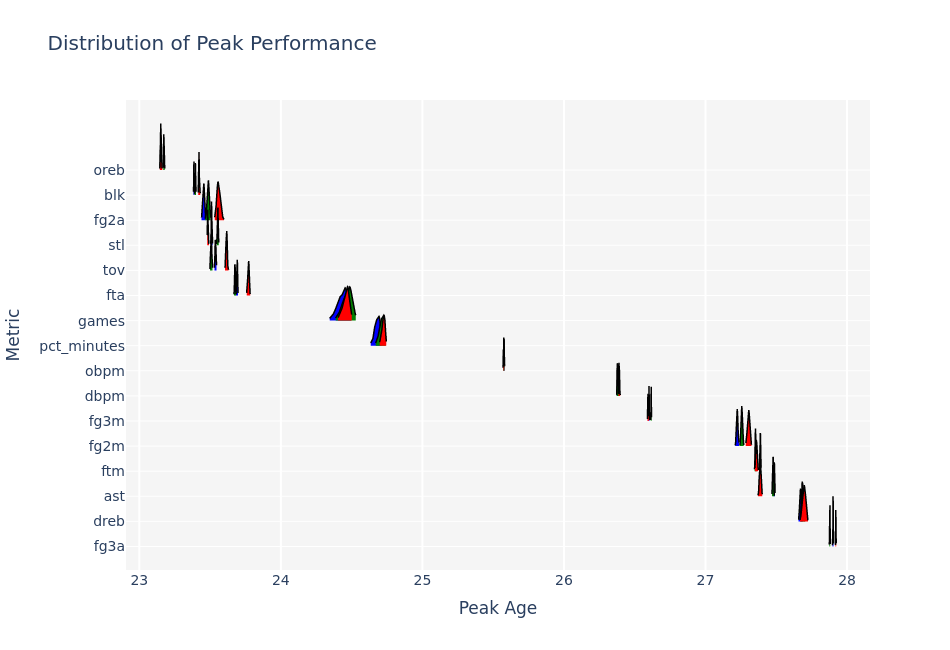 Distribution of Peak Performance
Metric
oreb
blk
fg2a
stl
tov
fta
games
pct_minutes
obpm
dbpm
fg3m
fg2m
ftm
ast
dreb
fg3a
23 24 25 26 27 28
Peak Age